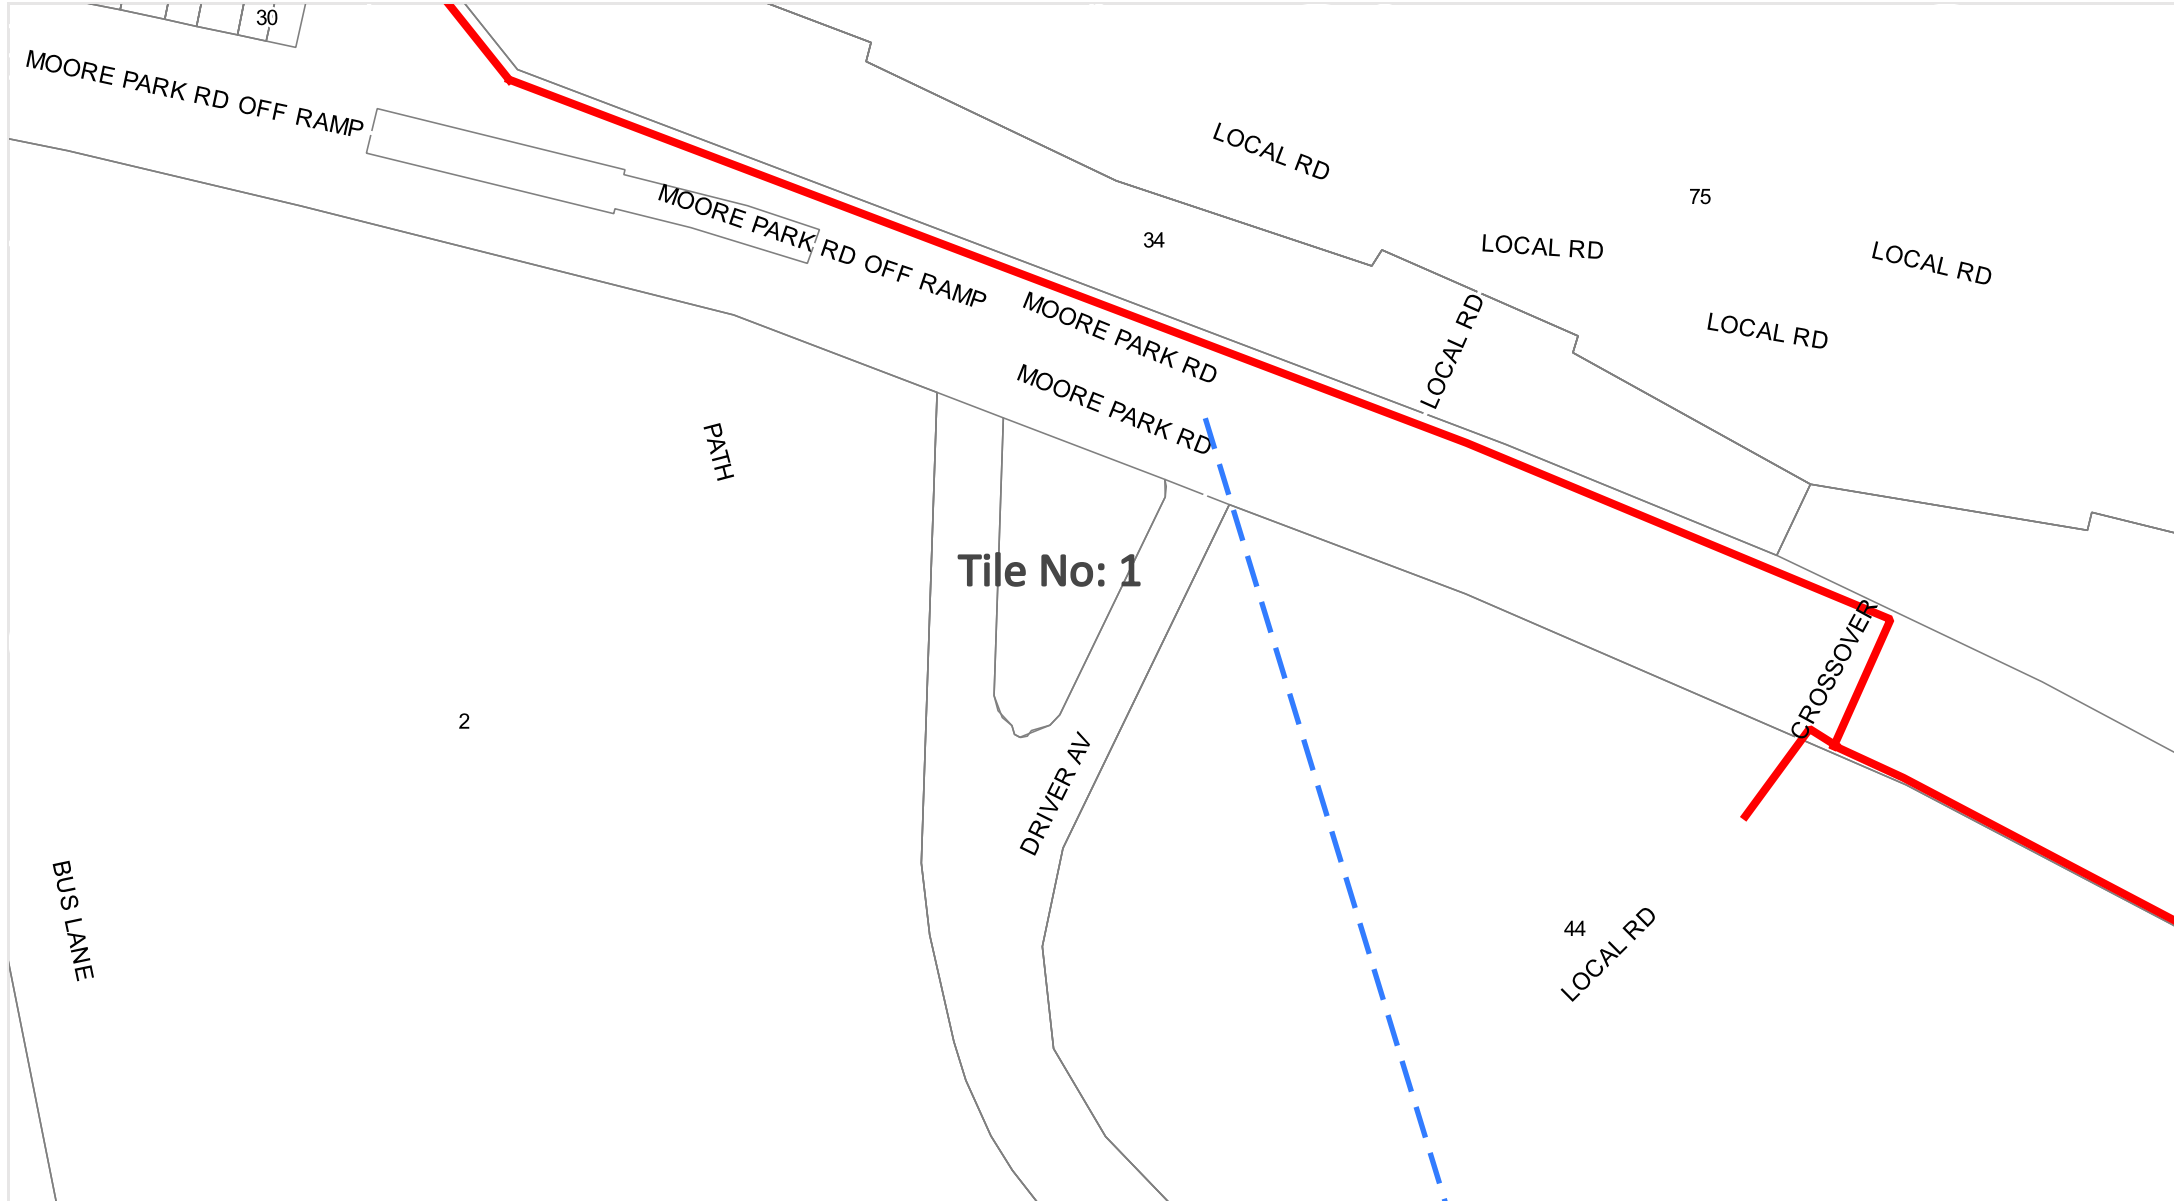 30
MOORE PARK RD OFF RAMP
LOCAL RD
75
MOORE PARK RD OFF RAMP
34
LOCAL RD
LOCAL RD
MOORE PARK RD
LOCAL RD
LOCAL RD
MOORE PARK RD
PATH
Tile No: 1
CROSSOVER
2
DRIVER AV
BUS LANE
44
LOCAL RD